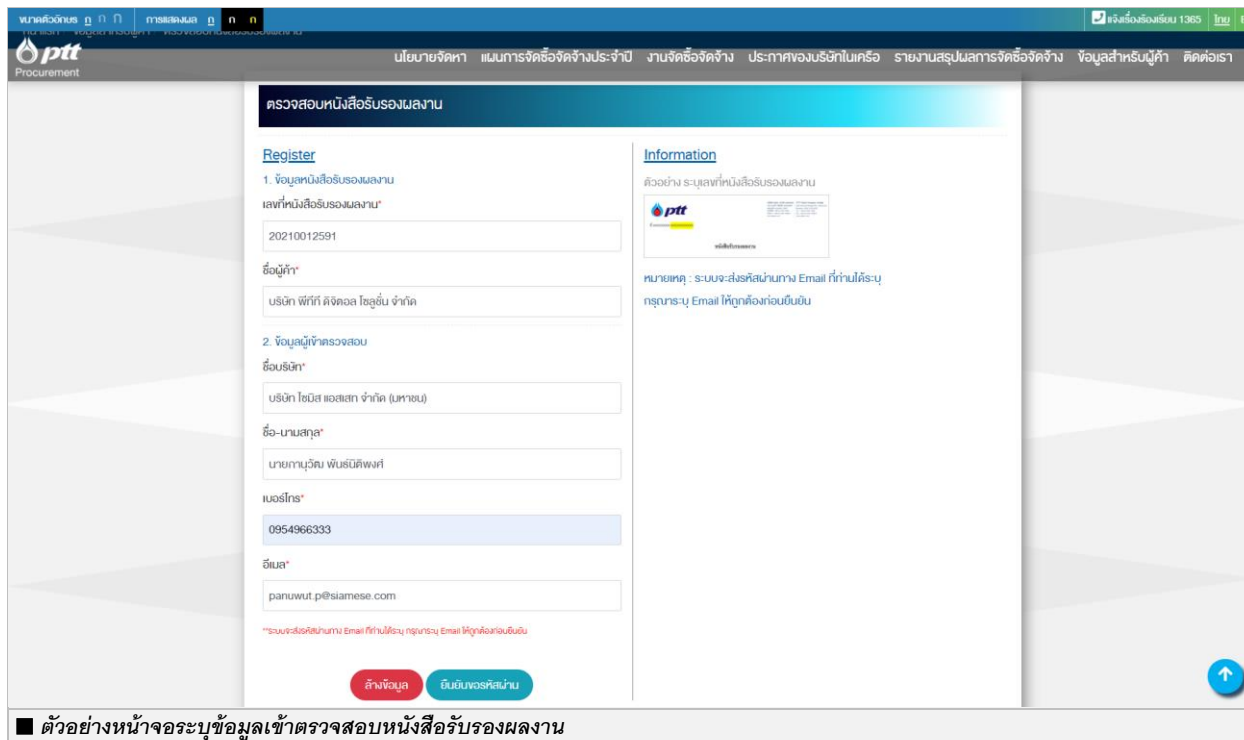 ขนาดตัวอักษร ก ก ก การแสดงผล ก ก ก
แจ้งเรื่องร้องเรียน 1365 ไทย
ptt
Procurement
นโยบายจัดหา แผนการจัดซื้อจัดจ้างประจำปี งานจัดซื้อจัดจ้าง ประกาศของบริษัทในเครือ รายงานสรุปผลการจัดซื้อจัดจ้าง ข้อมูลสำหรับผู้ค้า ติดต่อเรา
ตรวจสอบหนังสือรับรองผลงาน
Register
1. ข้อมูลหนังสือรับรองผลงาน
เลขที่หนังสือรับรองผลงาน*
20210012591
ชื่อผู้ค้า*
บริษัท พีทีที ดิจิตอล โซลูชั่น จำกัด
2. ข้อมูลผู้เข้าตรวจสอบ
ชื่อบริษัท*
บริษัท ไซมิส แอสเสท จำกัด (มหาชน)
ชื่อ-นามสกุล*
นายภานุวัฒ พันธ์นิติพงศ์
เบอร์โทร*
0954966333
อีเมล*
panuwut.p@siamese.com
**ระบบจะส่งรหัสผ่านทาง Email ที่ท่านได้ระบุ กรุณาระบุ Email ให้ถูกต้องก่อนยืนยัน
ล้างข้อมูล ยืนยันขอรหัสผ่าน
Information
ตัวอย่าง ระบุเลขที่หนังสือรับรองผลงาน
ptt
หนังสือรับรองผลงาน
หมายเหตุ : ระบบจะส่งรหัสผ่านทาง Email ที่ท่านได้ระบุ
กรุณาระบุ Email ให้ถูกต้องก่อนยืนยัน
■ ตัวอย่างหน้าจอระบุข้อมูลเข้าตรวจสอบหนังสือรับรองผลงาน